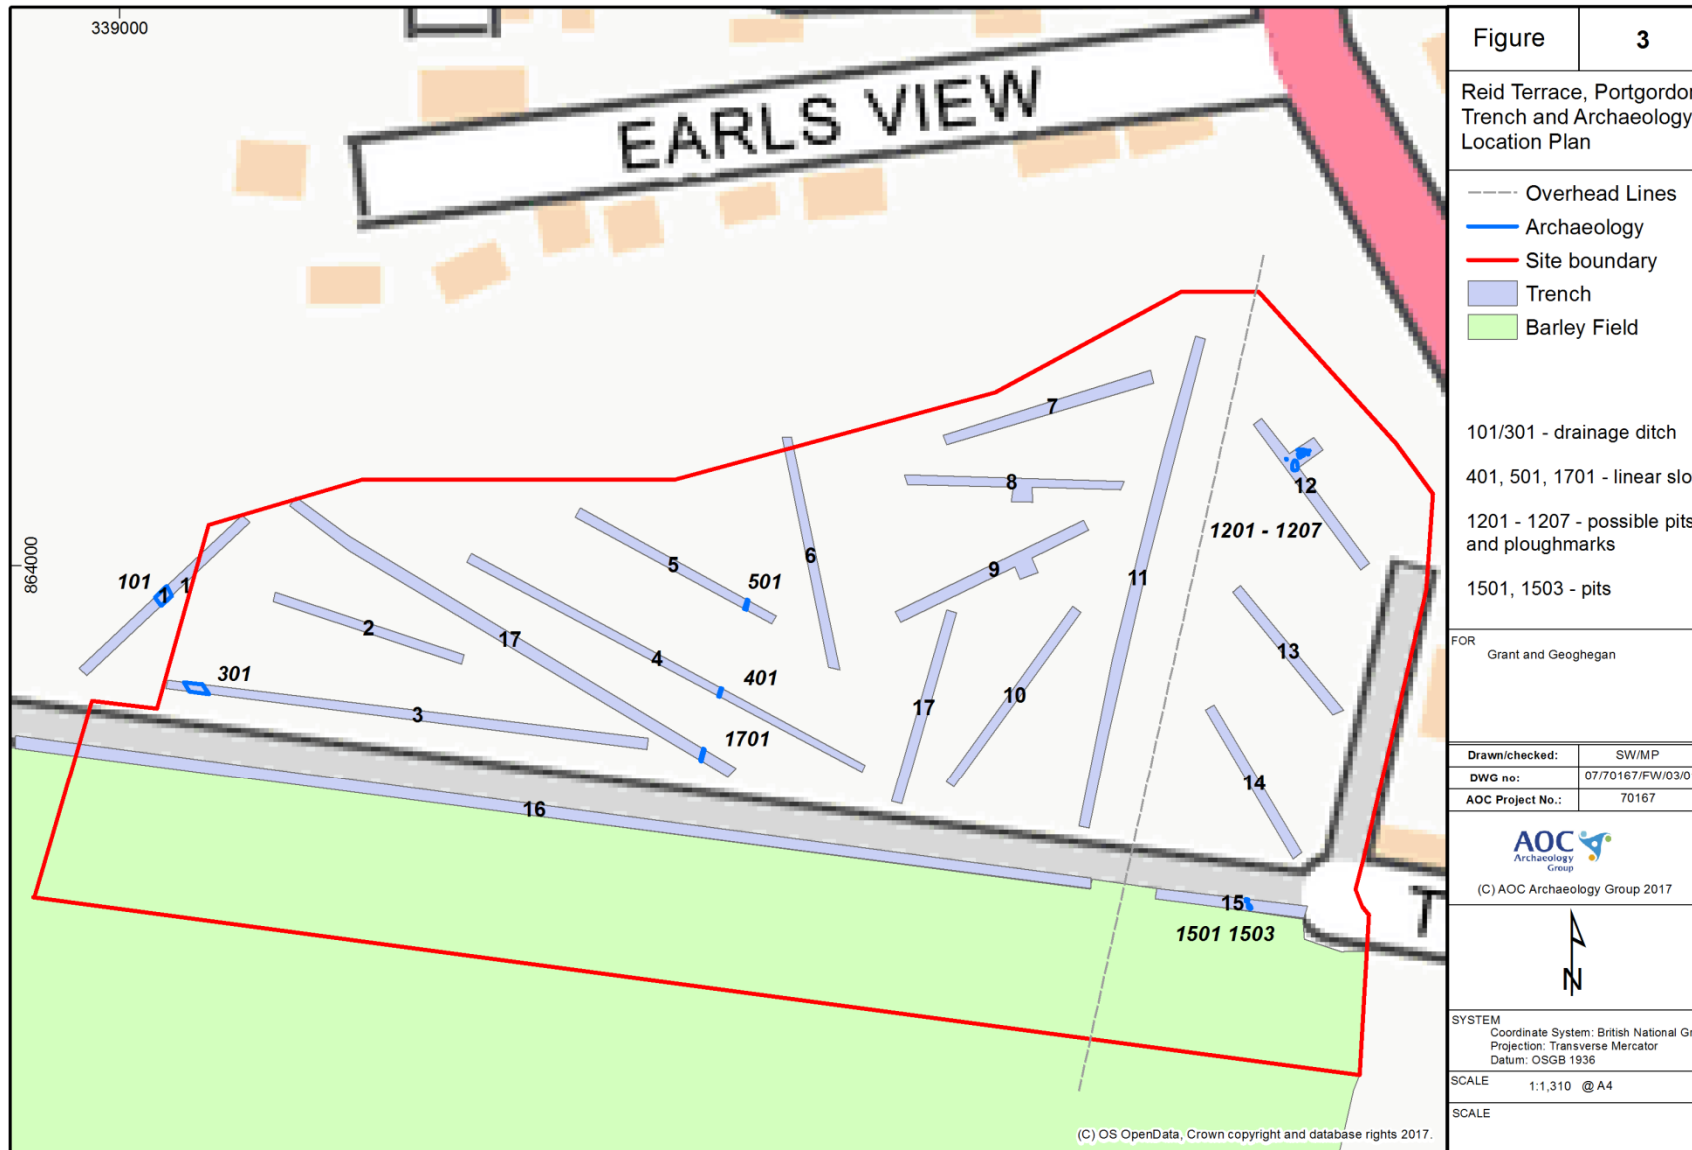 339000
864000
EARLS VIEW
7
8
12
1201 - 1207
5
501
6
9
11
101
1
1
2
17
4
401
13
301
3
1701
17
10
14
16
15
1501 1503
T
(C) OS OpenData, Crown copyright and database rights 2017.
Figure 3
Reid Terrace, Portgordon
Trench and Archaeology
Location Plan
Overhead Lines
Archaeology
Site boundary
Trench
Barley Field
101/301 - drainage ditch
401, 501, 1701 - linear slo
1201 - 1207 - possible pits
and ploughmarks
1501, 1503 - pits
FOR
Grant and Geoghegan
Drawn/checked: SW/MP
DWG no: 07/70167/FW/03/0
AOC Project No.: 70167
AOC
Archaeology
Group
(C) AOC Archaeology Group 2017
N
SYSTEM
Coordinate System: British National Gr
Projection: Transverse Mercator
Datum: OSGB 1936
SCALE 1:1,310 @ A4
SCALE